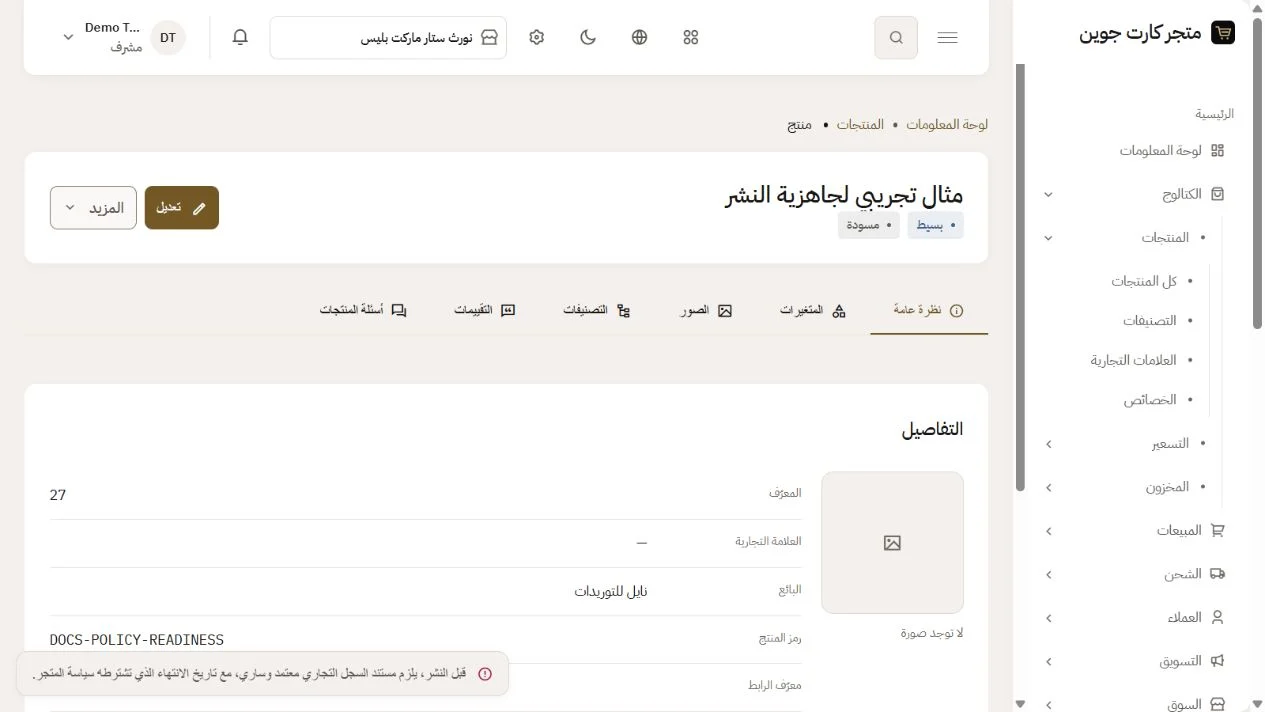 متجر كارت جوين
الرئيسية
لوحة المعلومات
الكتالوج
المنتجات
كل المنتجات
التصنيفات
العلامات التجارية
الخصائص
التسعير
المخزون
المبيعات
الشحن
العملاء
التسويق
السوق
نورث ستار ماركت بليس
DT
Demo T...
مشرف
لوحة المعلومات • المنتجات • منتج
مثال تجريبي لجاهزية النشر
• بسيط • مسودة
تعديل
المزيد
نظرة عامة
المتغيرات
الصور
التصنيفات
التقييمات
أسئلة المنتجات
التفاصيل
لا توجد صورة
المعرّف 27
العلامة التجارية —
البائع نايل للتوريدات
رمز المنتج DOCS-POLICY-READINESS
معرّف الرابط
قبل النشر، يلزم مستند السجل التجاري معتمد وساري، مع تاريخ الانتهاء الذي تشترطه سياسة المتجر.